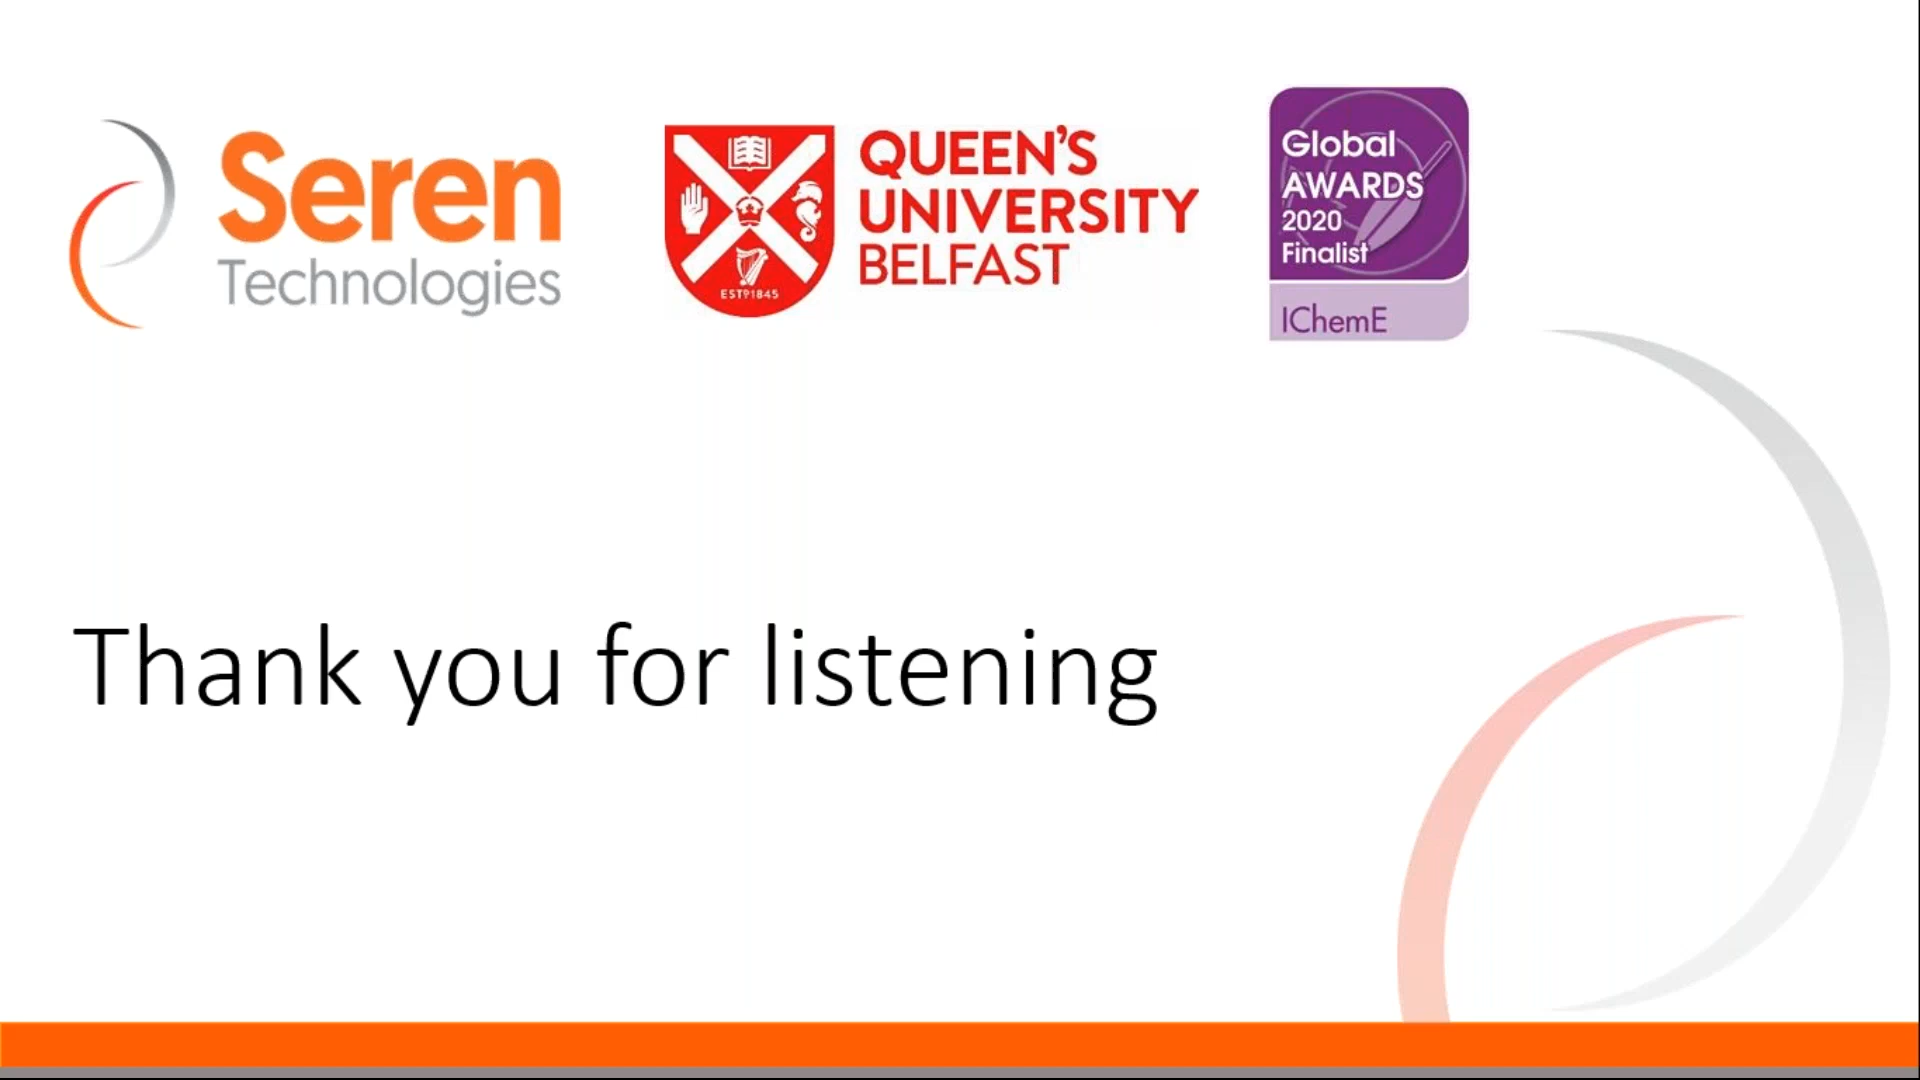 Seren
Technologies
QUEEN'S
UNIVERSITY
BELFAST
EST 1845
Global
AWARDS
2020
Finalist
IChemE
Thank you for listening